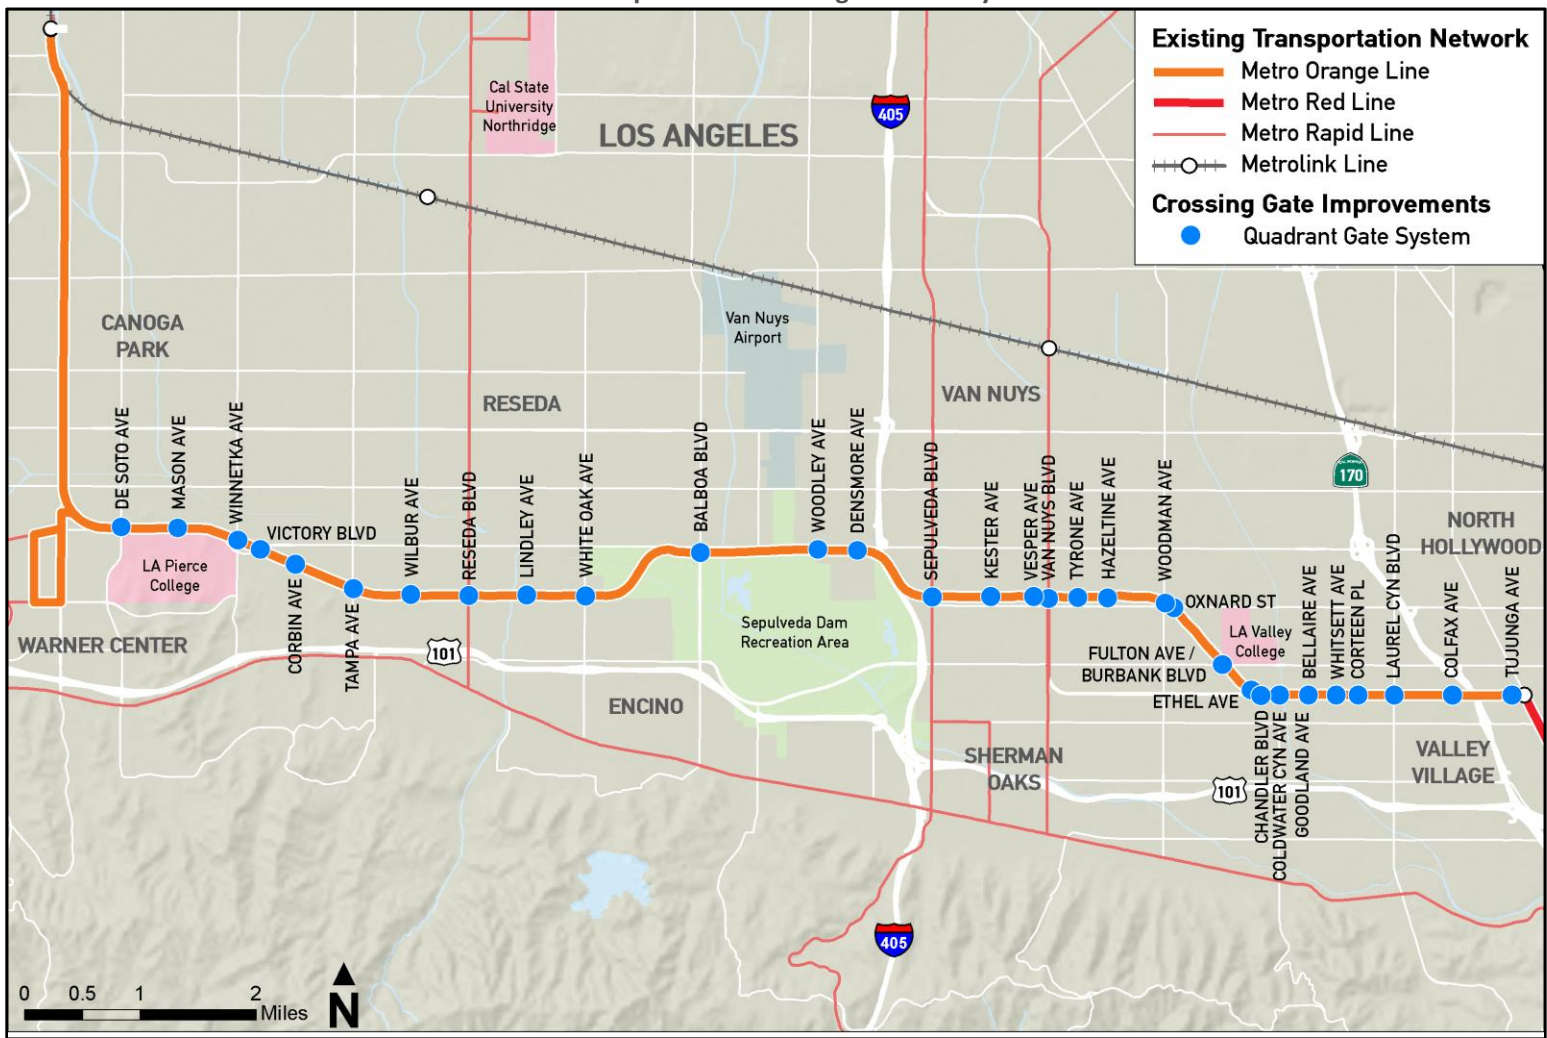 Existing Transportation Network
Metro Orange Line
Metro Red Line
Metro Rapid Line
Metrolink Line
Crossing Gate Improvements
Quadrant Gate System
Cal State
University
Northridge
LOS ANGELES
405
CANOGA
PARK
Van Nuys
Airport
RESEDA
VAN NUYS
170
NORTH
HOLLYWOOD
DE SOTO AVE
MASON AVE
WINNETKA AVE
VICTORY BLVD
CORBIN AVE
TAMPA AVE
WILBUR AVE
RESEDA BLVD
LINDLEY AVE
WHITE OAK AVE
BALBOA BLVD
WOODLEY AVE
DENSMORE AVE
SEPULVEDA BLVD
KESTER AVE
VESPER AVE
VAN NUYS BLVD
TYRONE AVE
HAZELTINE AVE
WOODMAN AVE
OXNARD ST
FULTON AVE /
BURBANK BLVD
ETHEL AVE
CHANDLER BLVD
COLDWATER CYN AVE
GOODLAND AVE
BELLAIRE AVE
WHITSETT AVE
CORTEEN PL
LAUREL CYN BLVD
COLFAX AVE
TUJUNGA AVE
LA Pierce
College
LA Valley
College
Sepulveda Dam
Recreation Area
WARNER CENTER
101
ENCINO
SHERMAN
OAKS
101
VALLEY
VILLAGE
405
0 0.5 1 2
Miles
N